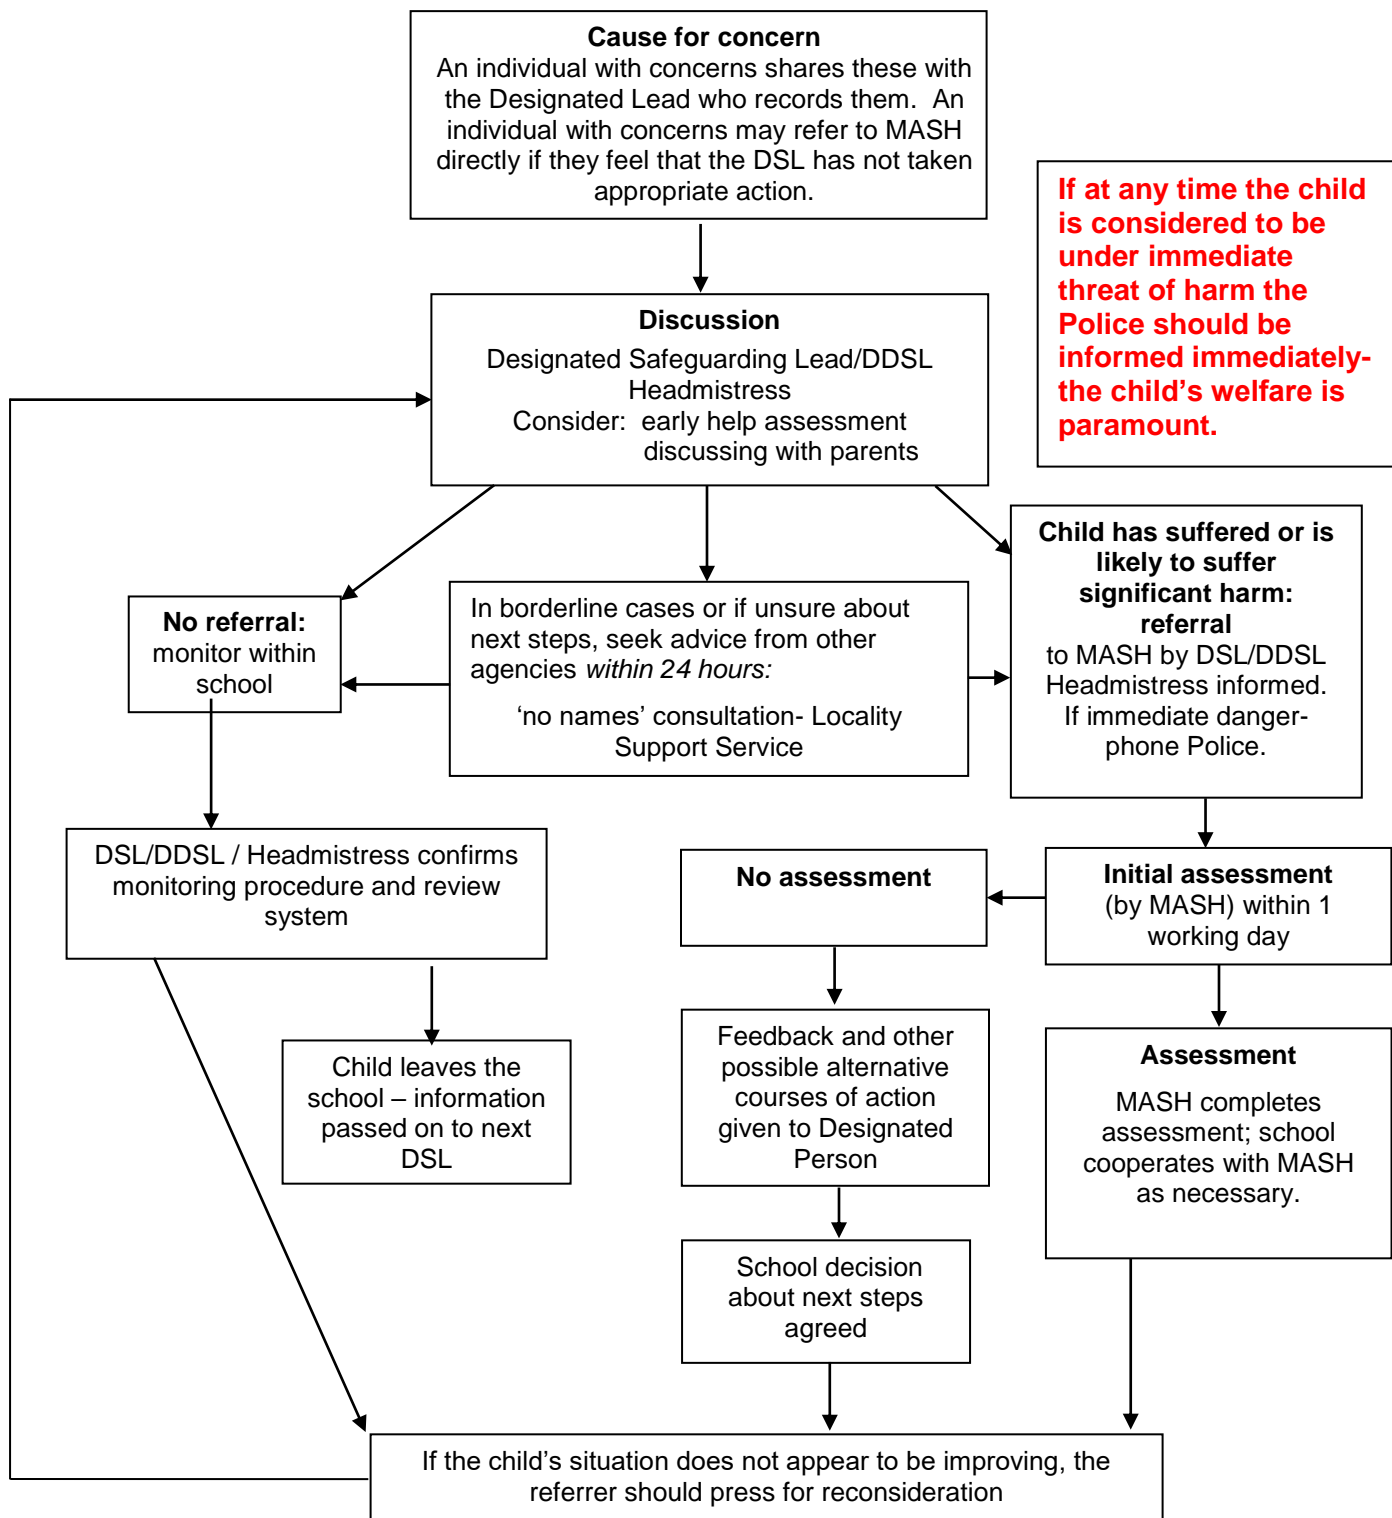 Cause for concern
An individual with concerns shares these with
the Designated Lead who records them.  An
individual with concerns may refer to MASH
directly if they feel that the DSL has not taken
appropriate action.
If at any time the child
is considered to be
under immediate
threat of harm the
Police should be
informed immediately-
the child’s welfare is
paramount.
Discussion
Designated Safeguarding Lead/DDSL
Headmistress
Consider:  early help assessment
discussing with parents
No referral:
monitor within
school
In borderline cases or if unsure about
next steps, seek advice from other
agencies within 24 hours:
‘no names’ consultation- Locality
Support Service
Child has suffered or is
likely to suffer
significant harm:
referral
to MASH by DSL/DDSL
Headmistress informed.
If immediate danger-
phone Police.
DSL/DDSL / Headmistress confirms
monitoring procedure and review
system
No assessment
Initial assessment
(by MASH) within 1
working day
Child leaves the
school – information
passed on to next
DSL
Feedback and other
possible alternative
courses of action
given to Designated
Person
Assessment
MASH completes
assessment; school
cooperates with MASH
as necessary.
School decision
about next steps
agreed
If the child’s situation does not appear to be improving, the
referrer should press for reconsideration